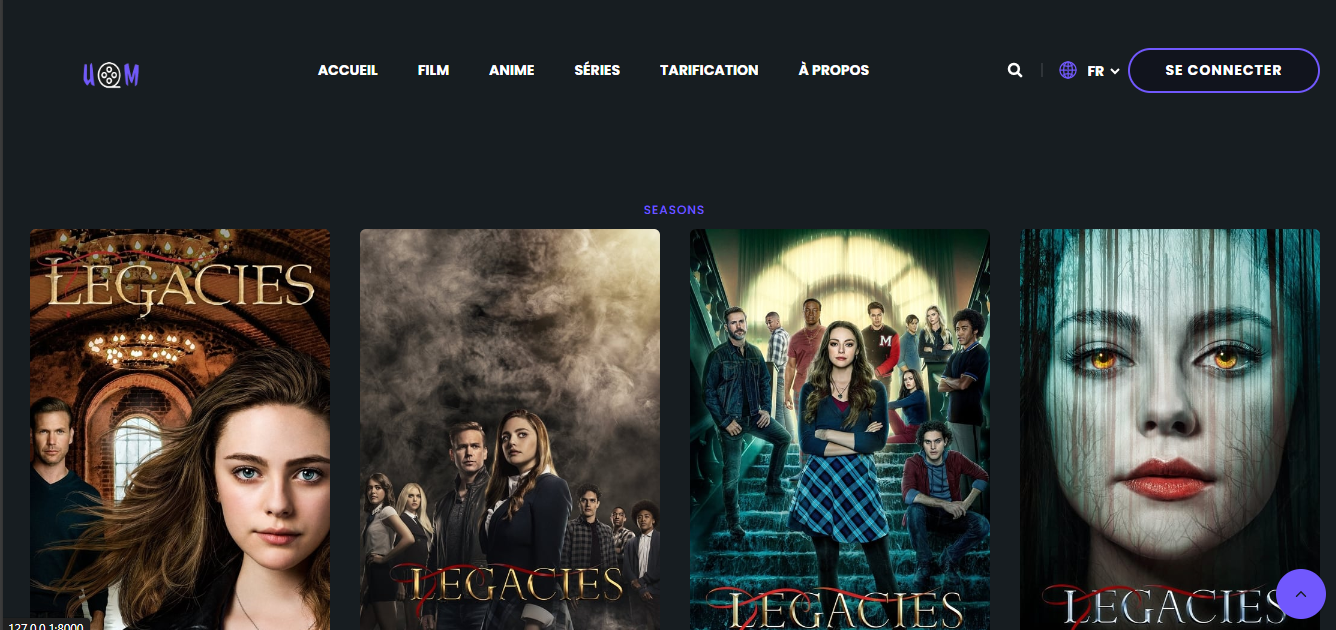 UOM
ACCUEIL FILM ANIME SÉRIES TARIFICATION À PROPOS FR SE CONNECTER
SEASONS
LEGACIES
LEGACIES
LEGACIES
LEGACIES
M
127.0.0.1:8000